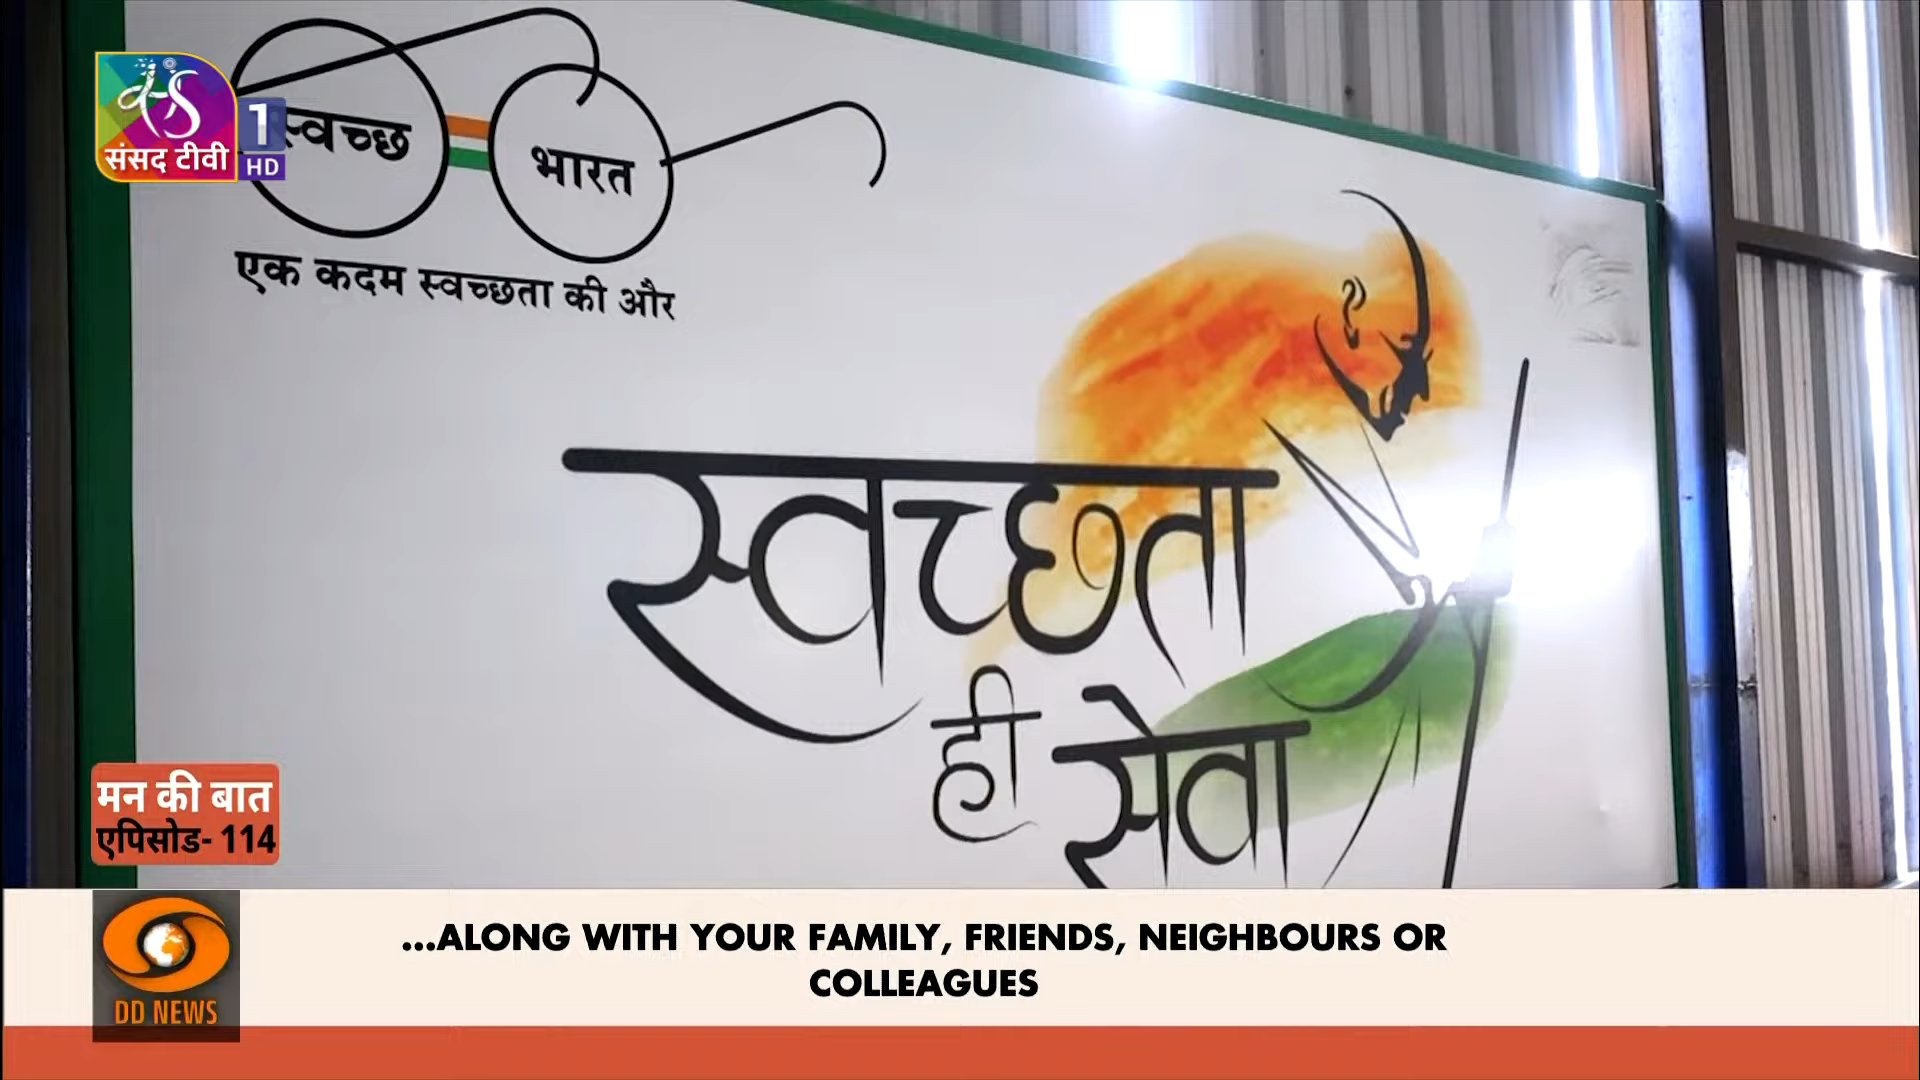 संसद टीवी
1
HD
स्वच्छ
भारत
एक कदम स्वच्छता की और
स्वच्छता
ही
सेवा
मन की बात
एपिसोड- 114
...ALONG WITH YOUR FAMILY, FRIENDS, NEIGHBOURS OR
COLLEAGUES
DD NEWS